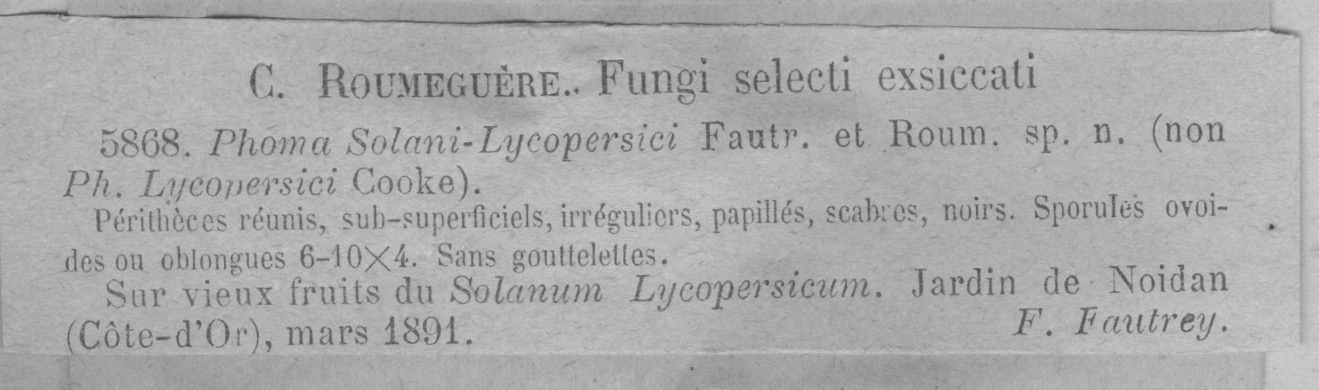 C. ROUMEGUÈRE.. Fungi selecti exsiccati
5868. Phoma Solani-Lycopersici Fautr. et Roum. sp. n. (non
Ph. Lycopersici Cooke).
Périthèces réunis, sub-superficiels, irréguliers, papillés, scabres, noirs. Sporules ovoi-
des ou oblongues 6-10×4. Sans gouttelettes.
Sur vieux fruits du Solanum Lycopersicum. Jardin de Noidan
(Côte-d'Or), mars 1891. F. Fautrey.